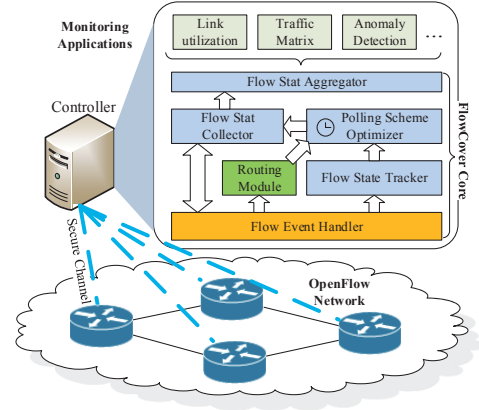 Monitoring
Applications
Link
utilization
Traffic
Matrix
Anomaly
Detection
...
Flow Stat Aggregator
Controller
Flow Stat
Collector
Polling Scheme
Optimizer
FlowCover Core
Routing
Module
Flow State Tracker
Flow Event Handler
Secure Channel
OpenFlow
Network